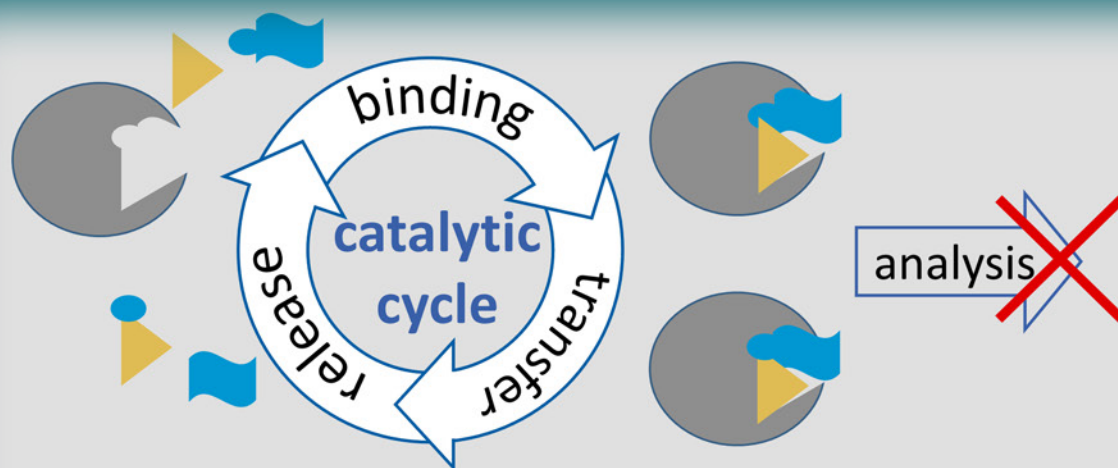 binding
catalytic
cycle
transfer
release
analysis